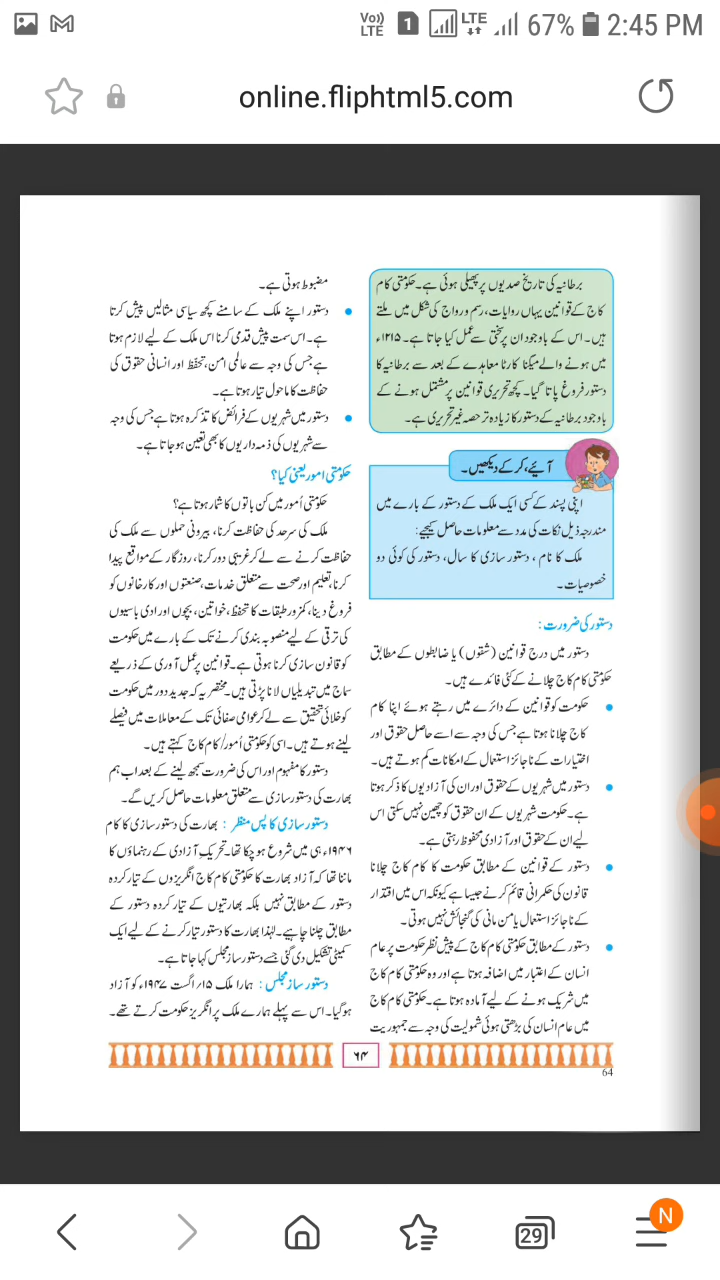 Vo)) LTE 1 LTE 67% 2:45 PM
online.fliphtml5.com
برطانیہ کی تاریخ صدیوں پر پھیلی ہوئی ہے۔ حکومتی کام
کاج کے قوانین یہاں روایات، رسم و رواج کی شکل میں ملتے
ہیں۔ اس کے باوجود ان پر سختی سے عمل کیا جاتا ہے۔ ۱۲۱۵ء
میں ہونے والے میگنا کارٹا معاہدے کے بعد سے برطانیہ کا
دستور فروغ پاتا گیا۔ کچھ تحریری قوانین پر مشتمل ہونے کے
باوجود برطانیہ کے دستور کا زیادہ تر حصہ غیر تحریری ہے۔
آئیے، کر کے دیکھیں۔
اپنی پسند کے کسی ایک ملک کے دستور کے بارے میں
مندرجہ ذیل نکات کی مدد سے معلومات حاصل کیجیے:
ملک کا نام، دستور سازی کا سال، دستور کی کوئی دو
خصوصیات۔
دستور کی ضرورت:
دستور میں درج قوانین (شقوں) یا ضابطوں کے مطابق
حکومتی کام کاج چلانے کے کئی فائدے ہیں۔
• حکومت کو قوانین کے دائرے میں رہتے ہوئے اپنا کام
کاج چلانا ہوتا ہے جس کی وجہ سے اسے حاصل حقوق اور
اختیارات کے ناجائز استعمال کے امکانات کم ہوتے ہیں۔
• دستور میں شہریوں کے حقوق اور ان کی آزادیوں کا ذکر ہوتا
ہے۔ حکومت شہریوں کے ان حقوق کو چھین نہیں سکتی اس
لیے ان کے حقوق اور آزادی محفوظ رہتی ہے۔
• دستور کے قوانین کے مطابق حکومت کا کام کاج چلانا
قانون کی حکمرانی قائم کرنے جیسا ہے کیونکہ اس میں اقتدار
کے ناجائز استعمال یا من مانی کی گنجائش نہیں ہوتی۔
• دستور کے مطابق حکومتی کام کاج کے پیش نظر حکومت پر عام
انسان کے اعتبار میں اضافہ ہوتا ہے اور وہ حکومتی کام کاج
میں شریک ہونے کے لیے آمادہ ہوتا ہے۔ حکومتی کام کاج
میں عام انسان کی بڑھتی ہوئی شمولیت کی وجہ سے جمہوریت
مضبوط ہوتی ہے۔
• دستور اپنے ملک کے سامنے کچھ سیاسی مثالیں پیش کرتا
ہے۔ اس سمت پیش قدمی کرنا اس ملک کے لیے لازم ہوتا
ہے جس کی وجہ سے عالمی امن، تحفظ اور انسانی حقوق کی
حفاظت کا ماحول تیار ہوتا ہے۔
• دستور میں شہریوں کے فرائض کا تذکرہ ہوتا ہے جس کی وجہ
سے شہریوں کی ذمہ داریوں کا بھی تعین ہو جاتا ہے۔
حکومتی امور یعنی کیا؟
حکومتی اُمور میں کن باتوں کا شمار ہوتا ہے؟
ملک کی سرحد کی حفاظت کرنا، بیرونی حملوں سے ملک کی
حفاظت کرنے سے لے کر غریبی دور کرنا، روزگار کے مواقع پیدا
کرنا، تعلیم اور صحت سے متعلق خدمات، صنعتوں اور کارخانوں کو
فروغ دینا، کمزور طبقات کا تحفظ، خواتین، بچوں اور ادی باسیوں
کی ترقی کے لیے منصوبہ بندی کرنے تک کے بارے میں حکومت
کو قانون سازی کرنا ہوتی ہے۔ قوانین پر عمل آوری کے ذریعے
سماج میں تبدیلیاں لانا پڑتی ہیں۔ مختصر یہ کہ جدید دور میں حکومت
کو خلائی تحقیق سے لے کر عوامی صفائی تک کے معاملات میں فیصلے
لینے ہوتے ہیں۔ اسی کو حکومتی اُمور/ کام کاج کہتے ہیں۔
دستور کا مفہوم اور اس کی ضرورت سمجھ لینے کے بعد اب ہم
بھارت کی دستور سازی سے متعلق معلومات حاصل کریں گے۔
دستور سازی کا پس منظر : بھارت کی دستور سازی کا کام
۱۹۴۶ء ہی میں شروع ہو چکا تھا۔ تحریکِ آزادی کے رہنماؤں کا
ماننا تھا کہ آزاد بھارت کا حکومتی کام کاج انگریزوں کے تیار کردہ
دستور کے مطابق نہیں بلکہ بھارتیوں کے تیار کردہ دستور کے
مطابق چلنا چاہیے۔ لہٰذا بھارت کا دستور تیار کرنے کے لیے ایک
کمیٹی تشکیل دی گئی جسے دستور ساز مجلس کہا جاتا ہے۔
دستور ساز مجلس : ہمارا ملک ۱۵؍ اگست ۱۹۴۷ء کو آزاد
ہو گیا۔ اس سے پہلے ہمارے ملک پر انگریز حکومت کرتے تھے۔
۶۴
64
29
N